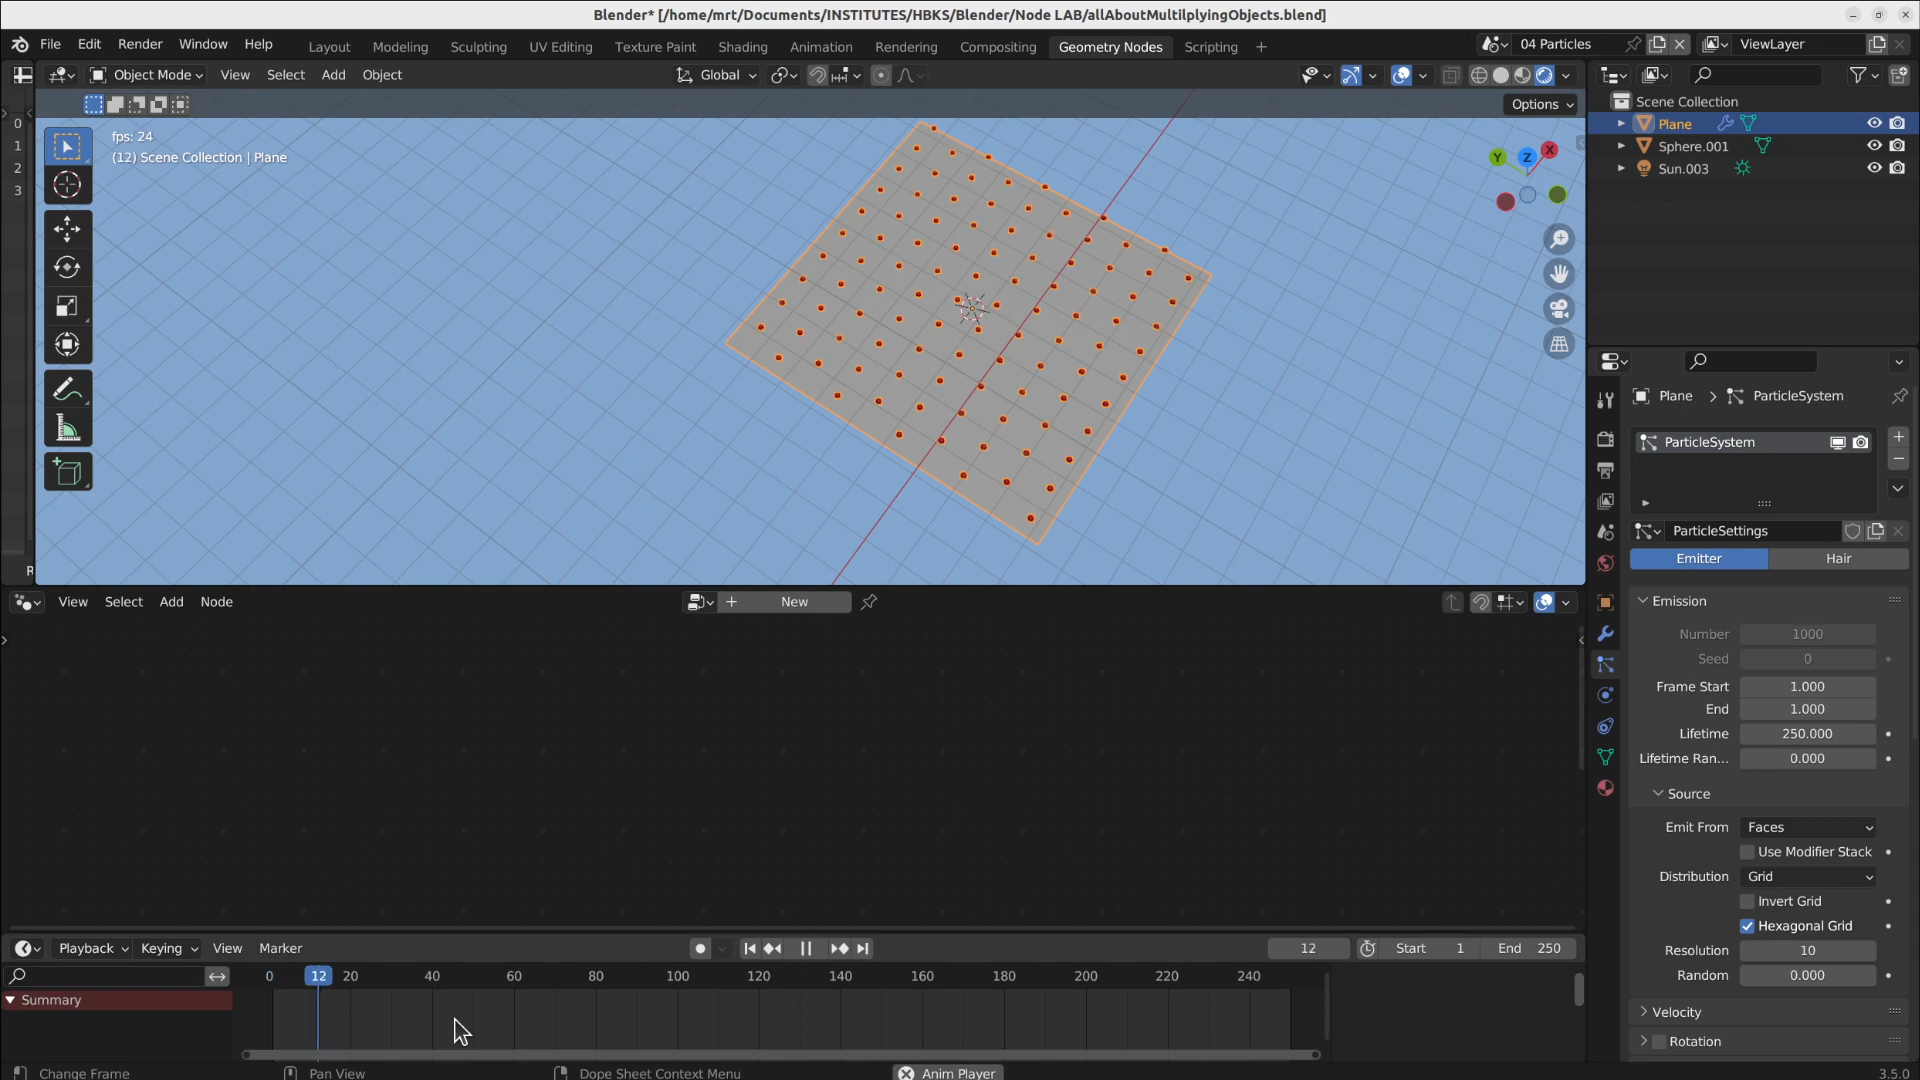 Blender* [/home/mrt/Documents/INSTITUTES/HBKS/Blender/Node LAB/allAboutMultilplyingObjects.blend]
File Edit Render Window Help Layout Modeling Sculpting UV Editing Texture Paint Shading Animation Rendering Compositing Geometry Nodes Scripting + 04 Particles ViewLayer
Object Mode View Select Add Object Global
Options
Scene Collection
Plane
Sphere.001
Sun.003
0
1
2
3
fps: 24
(12) Scene Collection | Plane
Y Z X
Plane > ParticleSystem
ParticleSystem
ParticleSettings
Emitter Hair
Emission
Number 1000
Seed 0
Frame Start 1.000
End 1.000
Lifetime 250.000
Lifetime Ran... 0.000
Source
Emit From Faces
Use Modifier Stack
Distribution Grid
Invert Grid
Hexagonal Grid
Resolution 10
Random 0.000
Velocity
Rotation
R
View Select Add Node + New
Playback Keying View Marker 12 Start 1 End 250
0 12 20 40 60 80 100 120 140 160 180 200 220 240
Summary
Change Frame Pan View Dope Sheet Context Menu Anim Player 3.5.0